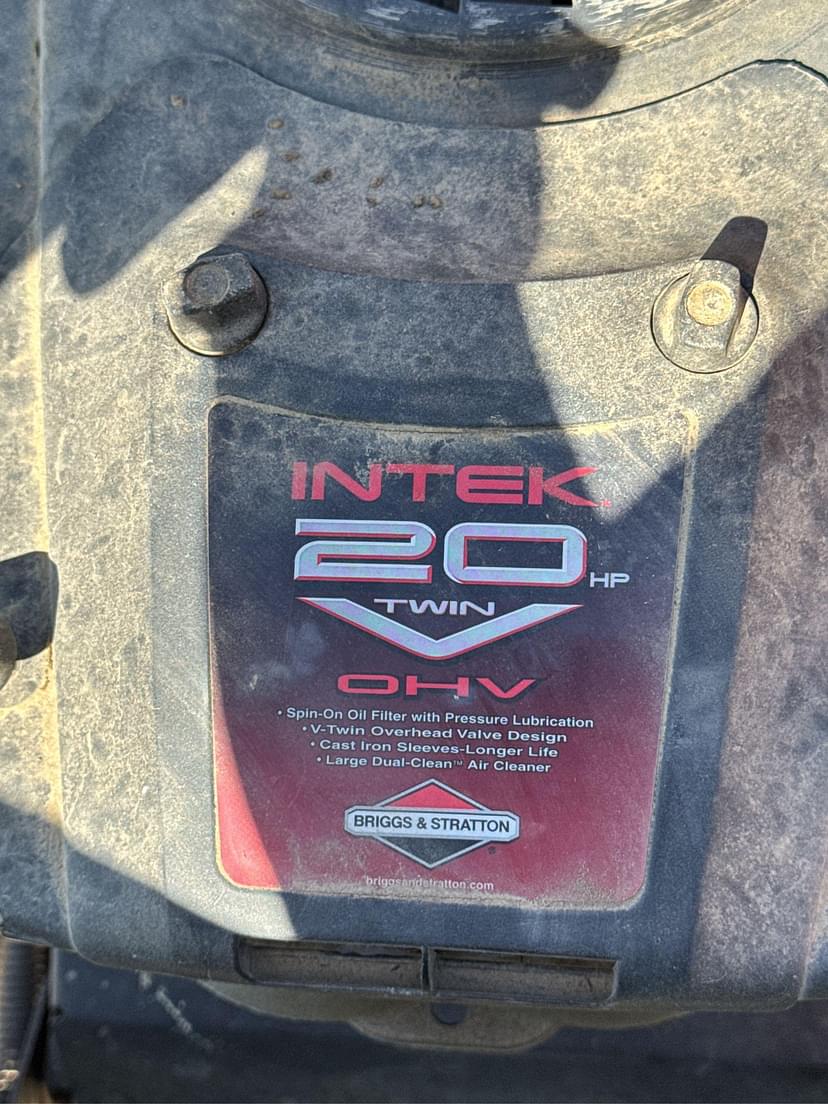 INTEK
20 HP
TWIN
OHV
• Spin-On Oil Filter with Pressure Lubrication
• V-Twin Overhead Valve Design
• Cast Iron Sleeves-Longer Life
• Large Dual-Clean™ Air Cleaner
BRIGGS & STRATTON®
briggsandstratton.com